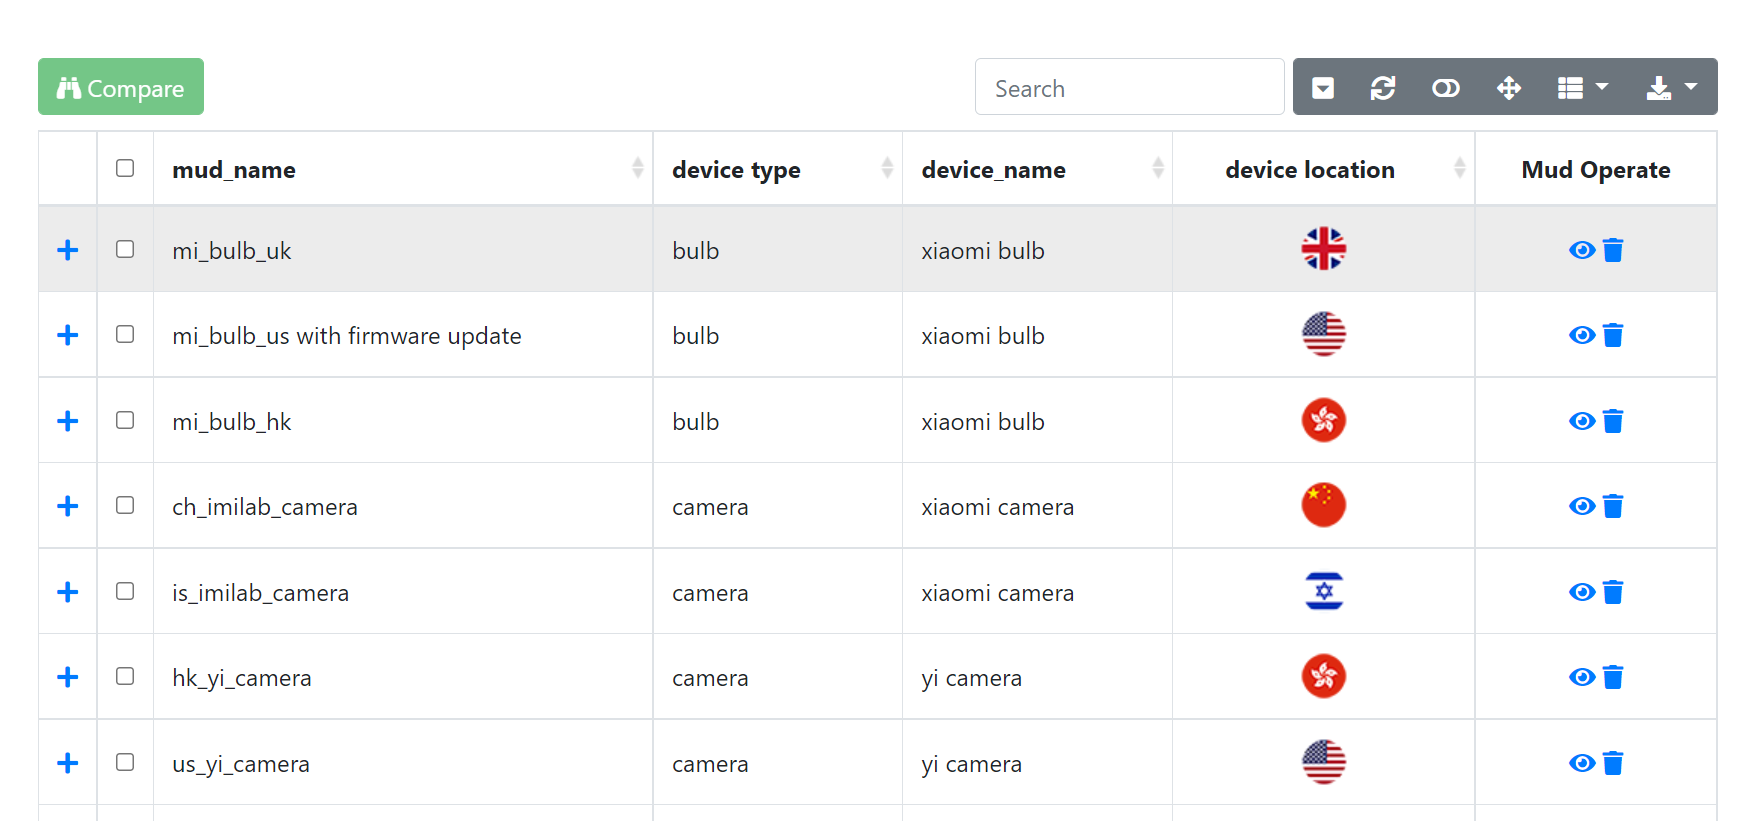 Compare
Search
mud_name device type device_name device location Mud Operate
mi_bulb_uk bulb xiaomi bulb
mi_bulb_us with firmware update bulb xiaomi bulb
mi_bulb_hk bulb xiaomi bulb
ch_imilab_camera camera xiaomi camera
is_imilab_camera camera xiaomi camera
hk_yi_camera camera yi camera
us_yi_camera camera yi camera